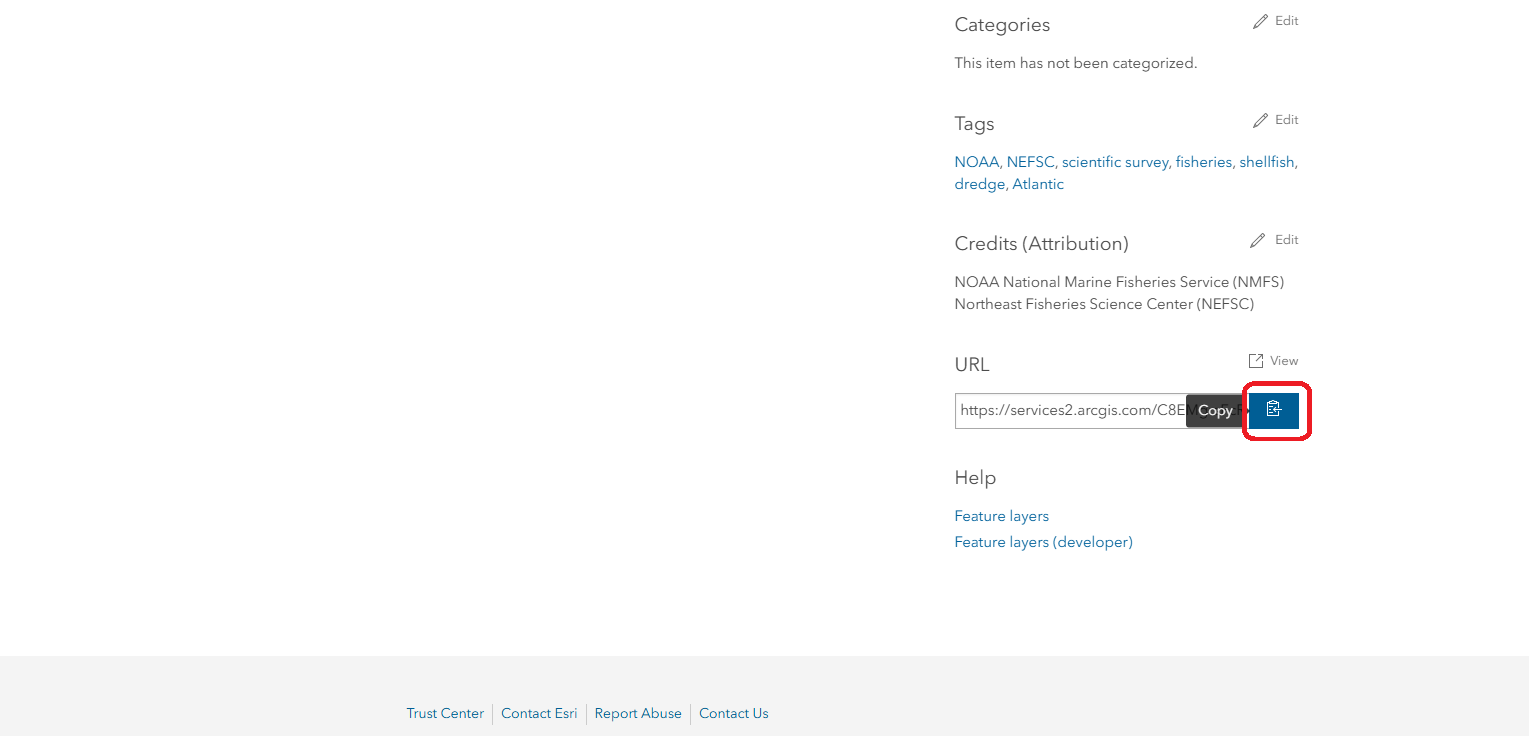 Categories
Edit
This item has not been categorized.
Tags
Edit
NOAA, NEFSC, scientific survey, fisheries, shellfish,
dredge, Atlantic
Credits (Attribution)
Edit
NOAA National Marine Fisheries Service (NMFS)
Northeast Fisheries Science Center (NEFSC)
URL
View
https://services2.arcgis.com/C8E
Copy
Help
Feature layers
Feature layers (developer)
Trust Center
Contact Esri
Report Abuse
Contact Us